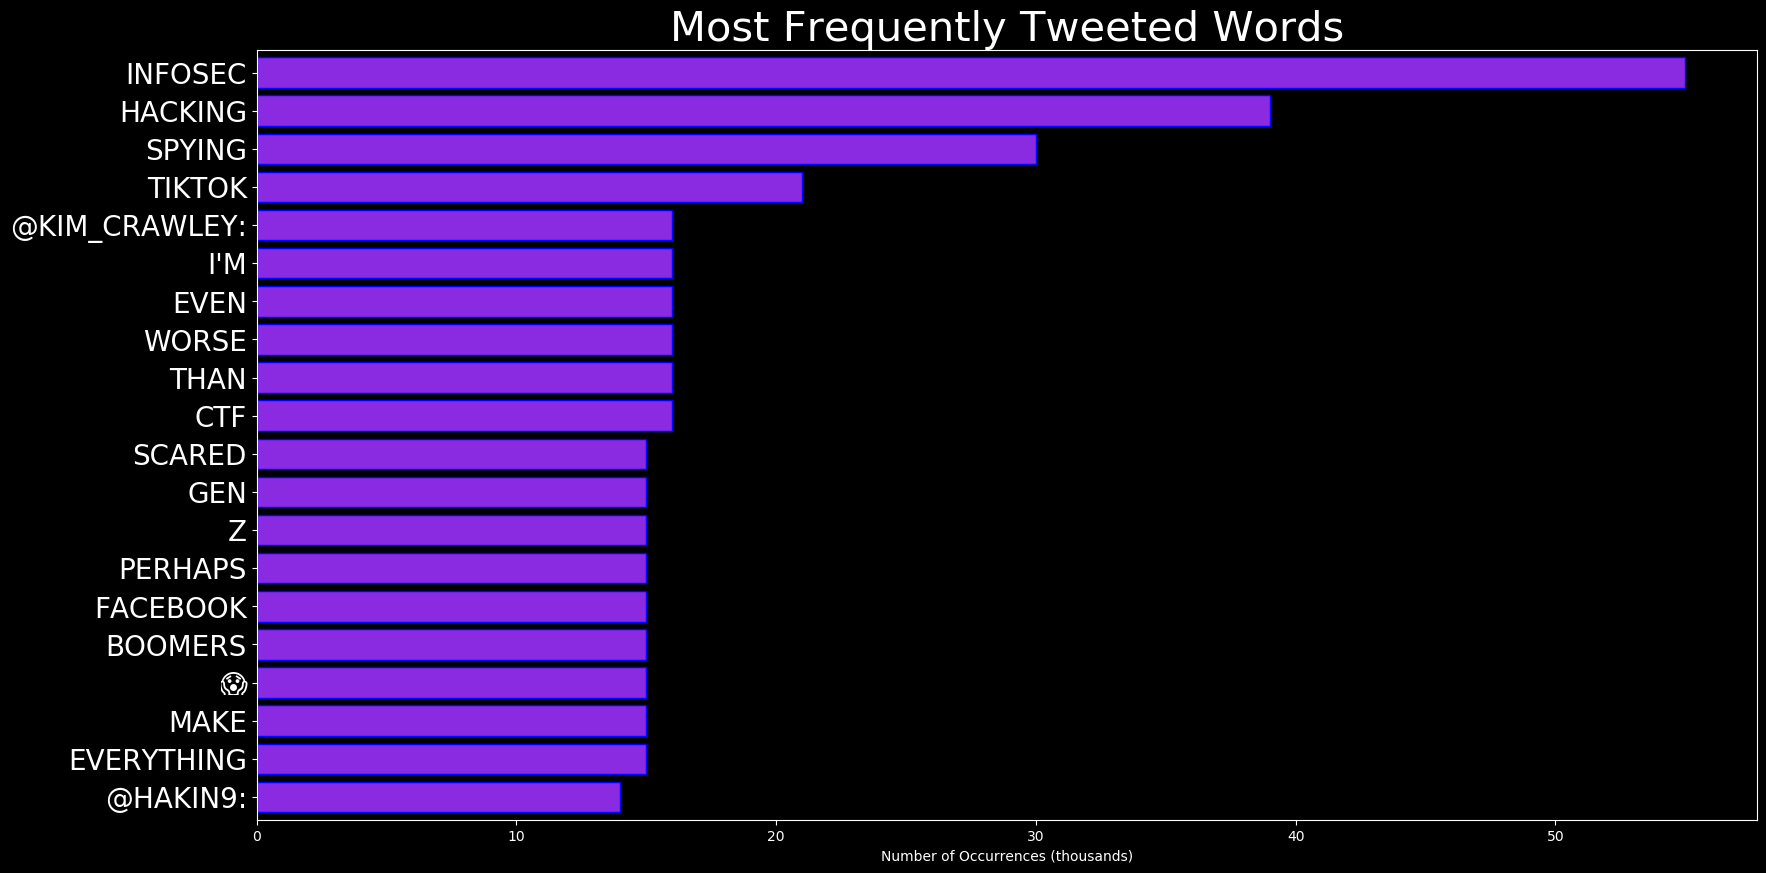 Most Frequently Tweeted Words
INFOSEC
HACKING
SPYING
TIKTOK
@KIM_CRAWLEY:
I'M
EVEN
WORSE
THAN
CTF
SCARED
GEN
Z
PERHAPS
FACEBOOK
BOOMERS
😱
MAKE
EVERYTHING
@HAKIN9:
0 10 20 30 40 50
Number of Occurrences (thousands)